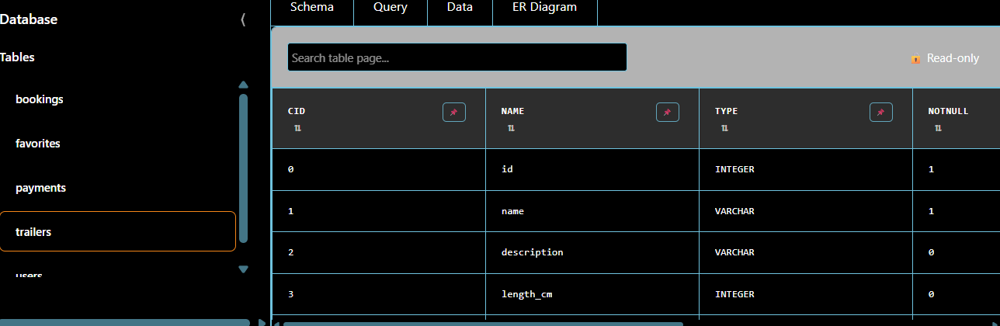 Database
Tables
bookings
favorites
payments
trailers
users
Schema Query Data ER Diagram
Search table page... Read-only
CID NAME TYPE NOTNULL
0 id INTEGER 1
1 name VARCHAR 1
2 description VARCHAR 0
3 length_cm INTEGER 0